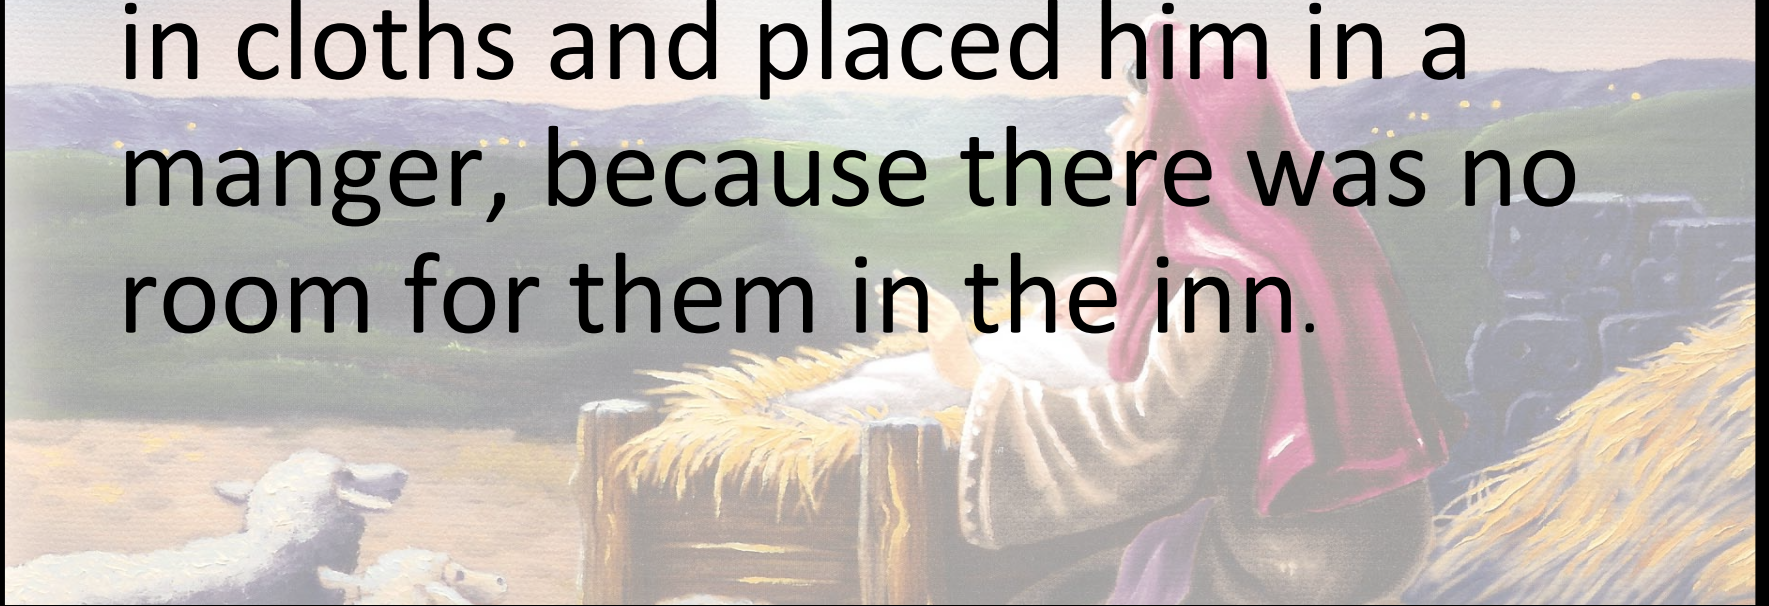 in cloths and placed him in a
manger, because there was no
room for them in the inn.